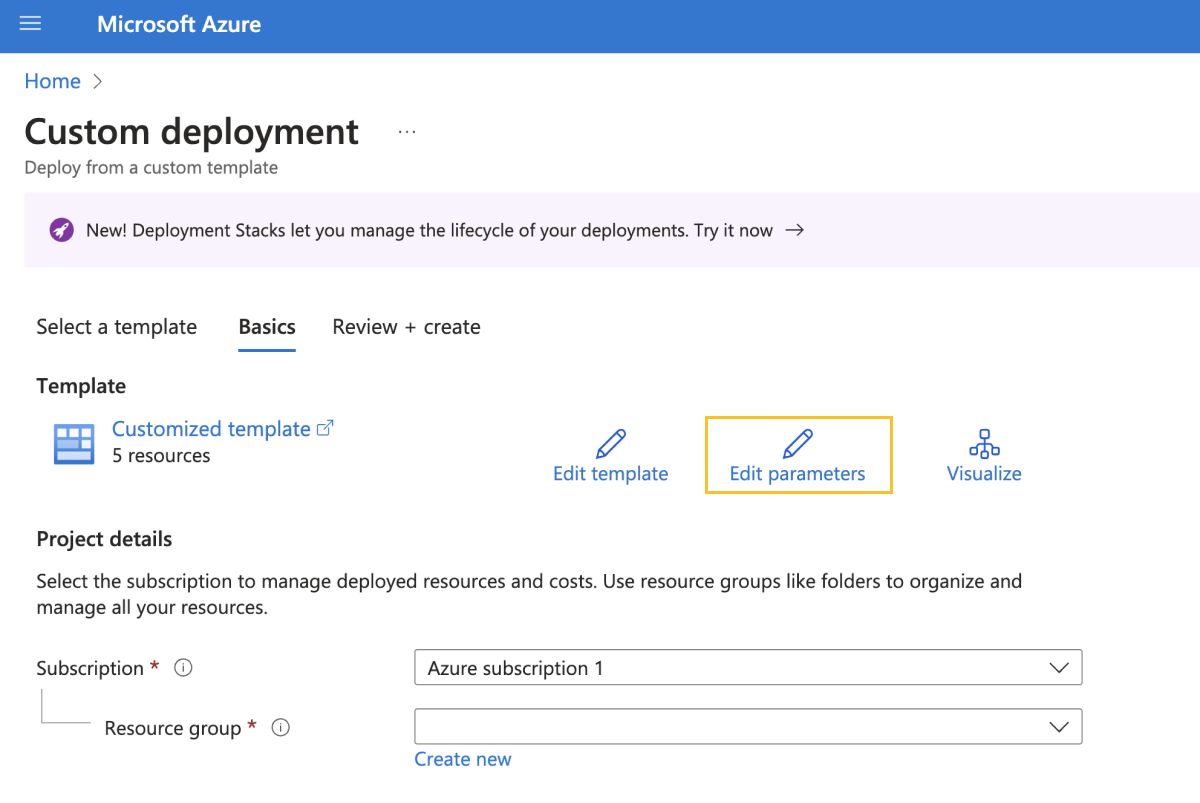 Microsoft Azure
Home
Custom deployment ...
Deploy from a custom template
New! Deployment Stacks let you manage the lifecycle of your deployments. Try it now →
Select a template Basics Review + create
Template
Customized template
5 resources
Edit template Edit parameters Visualize
Project details
Select the subscription to manage deployed resources and costs. Use resource groups like folders to organize and
manage all your resources.
Subscription * Azure subscription 1
Resource group *
Create new